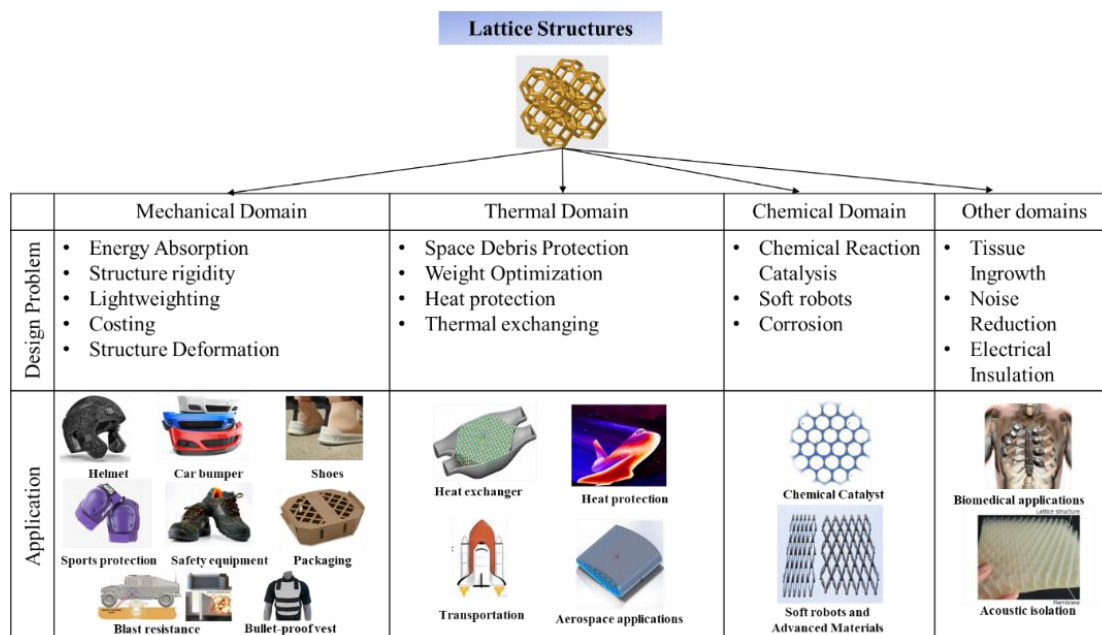 Lattice Structures
Mechanical Domain
Thermal Domain
Chemical Domain
Other domains
Design Problem
• Energy Absorption
• Structure rigidity
• Lightweighting
• Costing
• Structure Deformation
• Space Debris Protection
• Weight Optimization
• Heat protection
• Thermal exchanging
• Chemical Reaction
Catalysis
• Soft robots
• Corrosion
• Tissue
Ingrowth
• Noise
Reduction
• Electrical
Insulation
Application
Helmet
Car bumper
Shoes
Sports protection
Safety equipment
Packaging
Blast resistance
Bullet-proof vest
Heat exchanger
Heat protection
Transportation
Aerospace applications
Chemical Catalyst
Soft robots and
Advanced Materials
Biomedical applications
Lattice structure
Membrane
Acoustic isolation